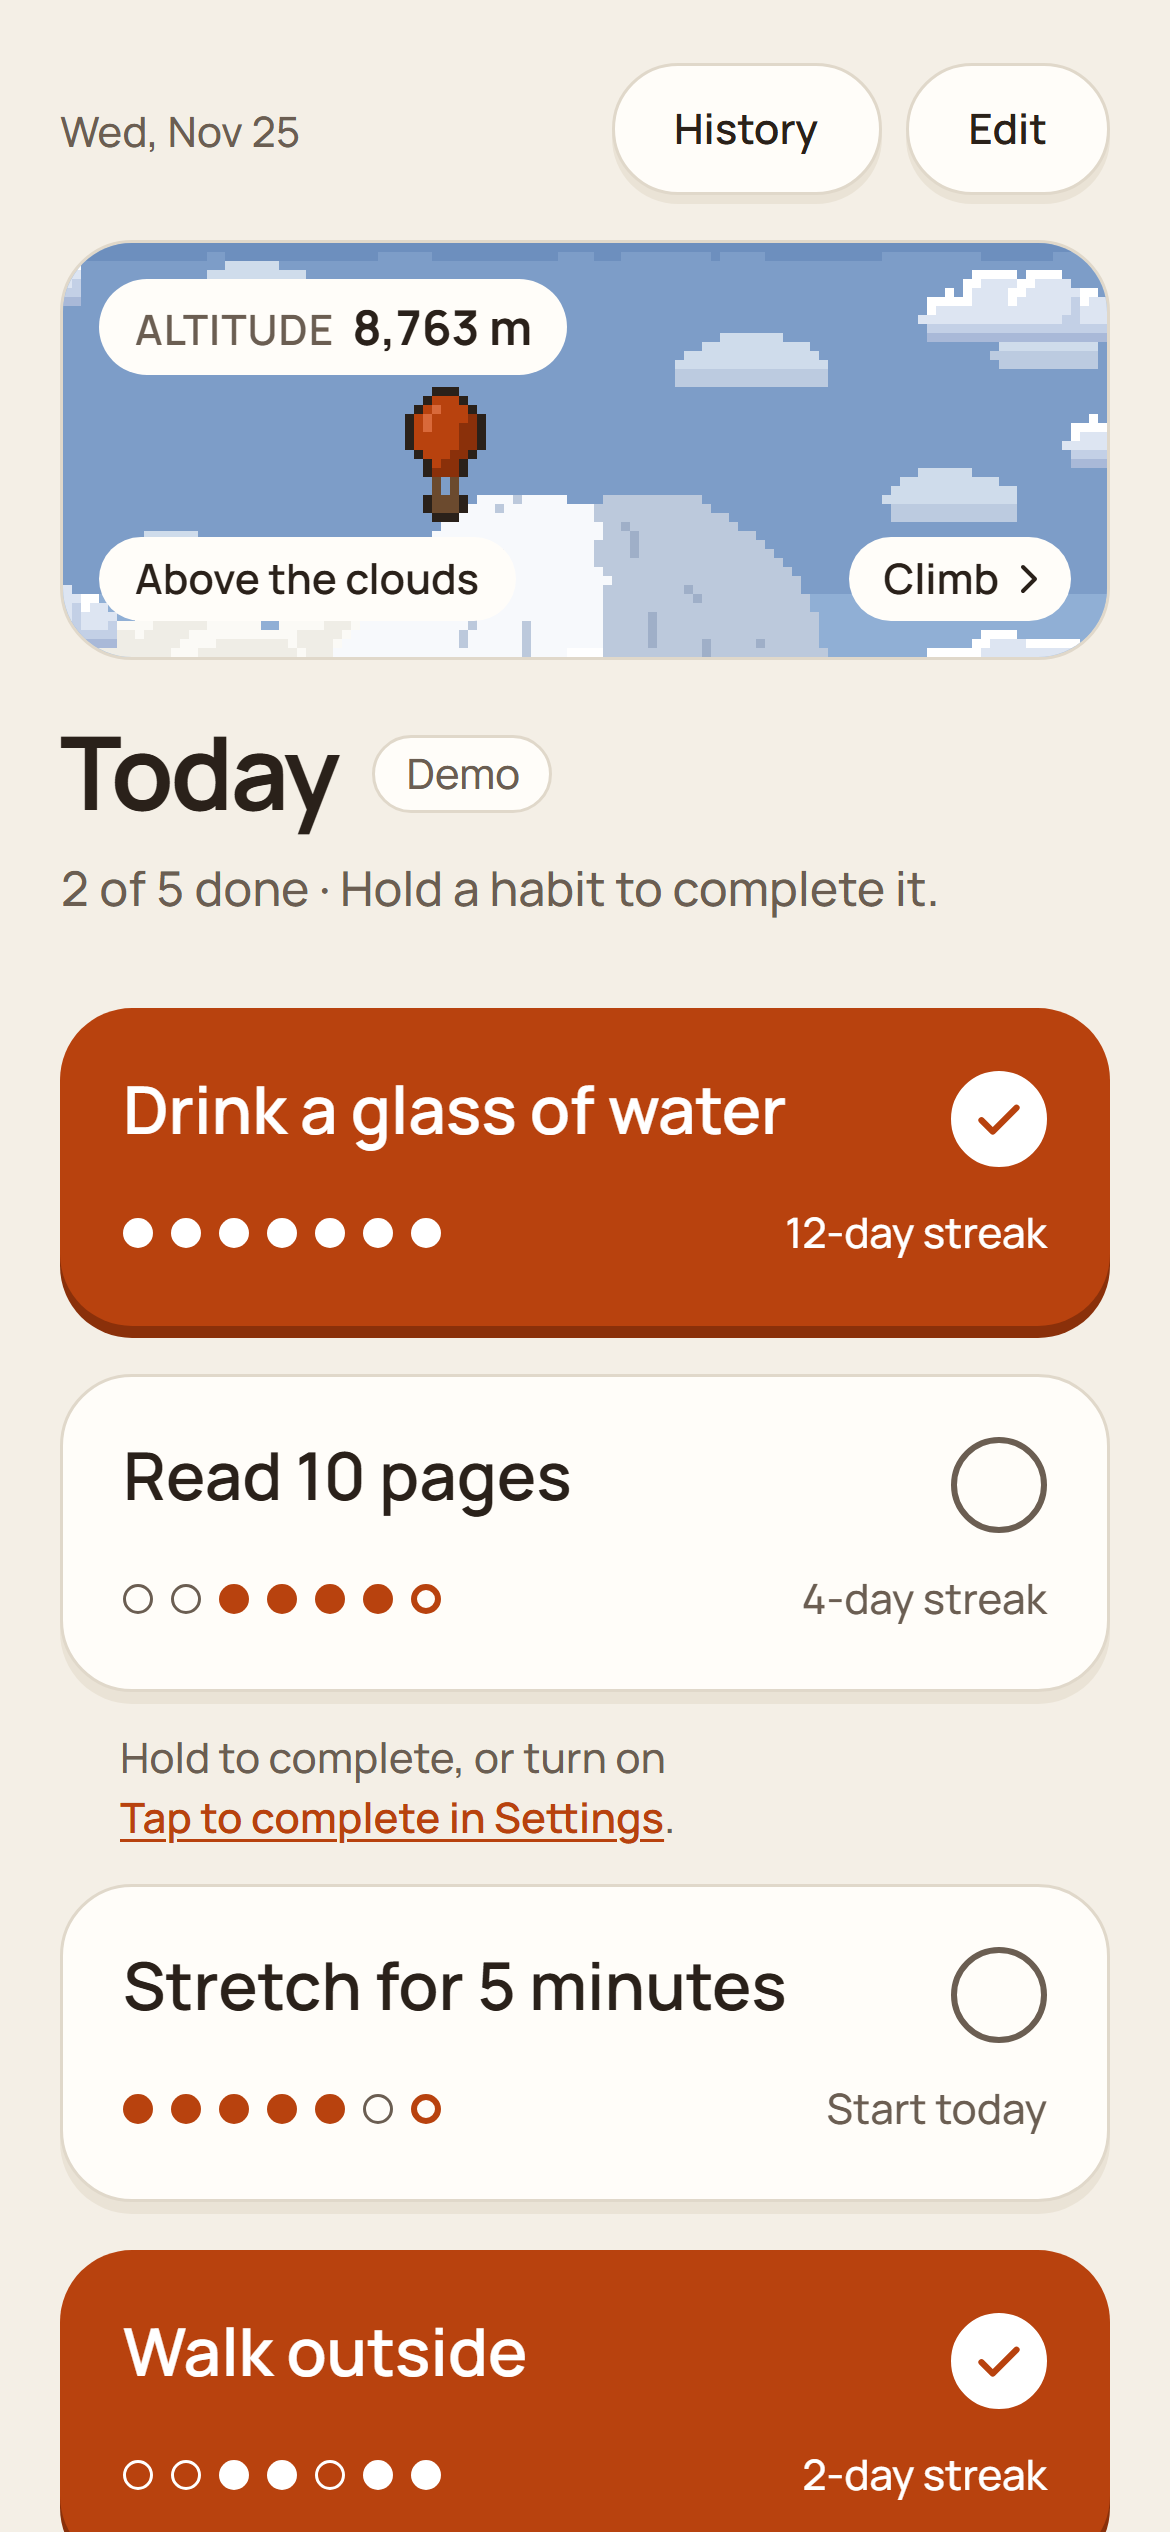 Wed, Nov 25
History
Edit
ALTITUDE 8,763 m
Above the clouds
Climb
Today
Demo
2 of 5 done · Hold a habit to complete it.
Drink a glass of water
12-day streak
Read 10 pages
4-day streak
Hold to complete, or turn on
Tap to complete in Settings.
Stretch for 5 minutes
Start today
Walk outside
2-day streak